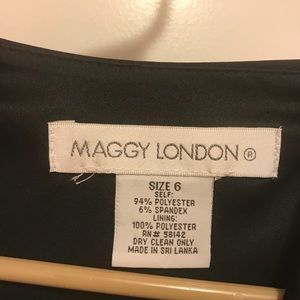 MAGGY LONDON ®
SIZE 6
SELF:
94% POLYESTER
6% SPANDEX
LINING:
100% POLYESTER
RN# 58142
DRY CLEAN ONLY
MADE IN SRI LANKA